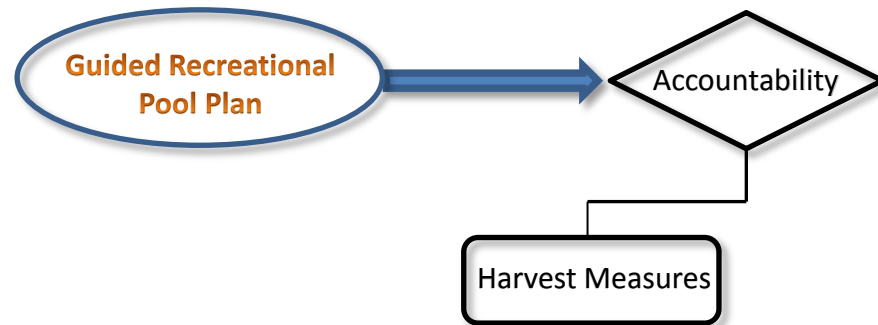 Guided Recreational
Pool Plan
Accountability
Harvest Measures